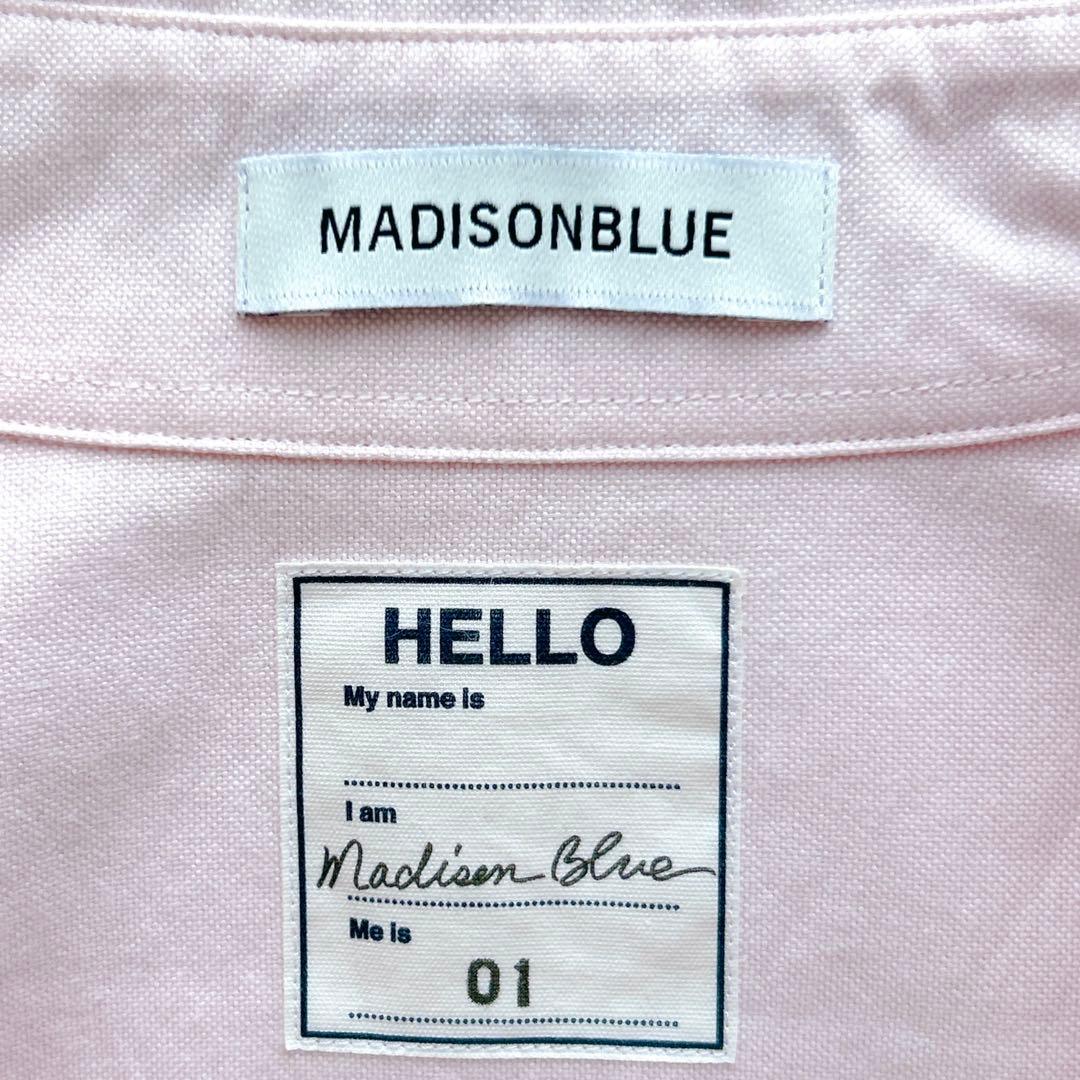 MADISONBLUE
HELLO
My name is
I am
Madison Blue
Me is
01